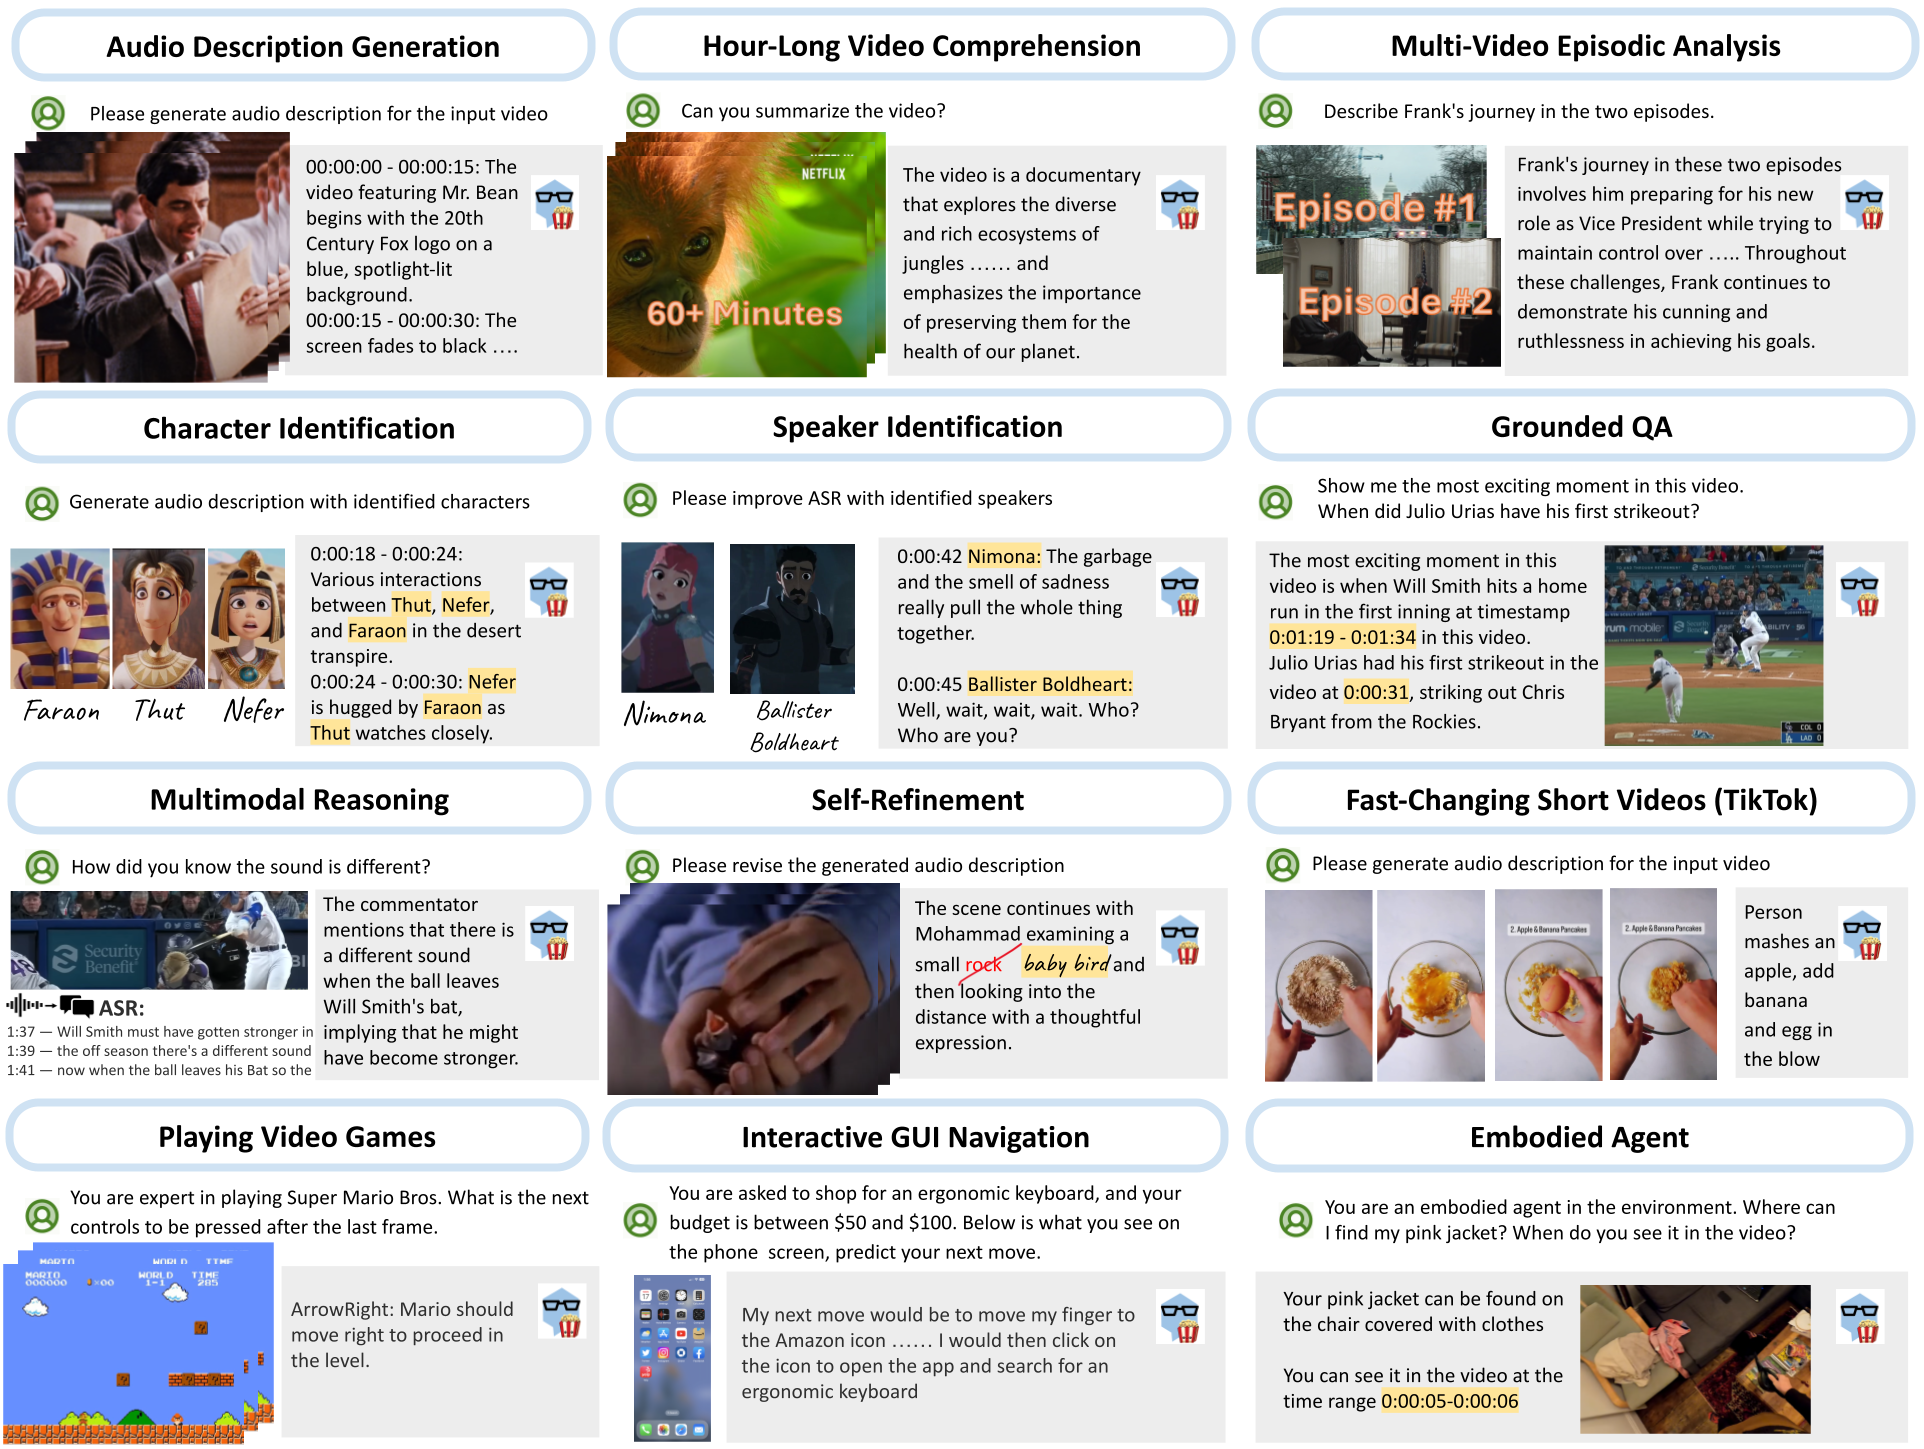 Audio Description Generation
Please generate audio description for the input video
00:00:00 - 00:00:15: The
video featuring Mr. Bean
begins with the 20th
Century Fox logo on a
blue, spotlight-lit
background.
00:00:15 - 00:00:30: The
screen fades to black ....
Hour-Long Video Comprehension
Can you summarize the video?
NETFLIX
60+ Minutes
The video is a documentary
that explores the diverse
and rich ecosystems of
jungles ...... and
emphasizes the importance
of preserving them for the
health of our planet.
Multi-Video Episodic Analysis
Describe Frank's journey in the two episodes.
Episode #1
Episode #2
Frank's journey in these two episodes
involves him preparing for his new
role as Vice President while trying to
maintain control over ..... Throughout
these challenges, Frank continues to
demonstrate his cunning and
ruthlessness in achieving his goals.
Character Identification
Generate audio description with identified characters
Faraon Thut Nefer
0:00:18 - 0:00:24:
Various interactions
between Thut, Nefer,
and Faraon in the desert
transpire.
0:00:24 - 0:00:30: Nefer
is hugged by Faraon as
Thut watches closely.
Speaker Identification
Please improve ASR with identified speakers
Nimona
Ballister
Boldheart
0:00:42 Nimona: The garbage
and the smell of sadness
really pull the whole thing
together.
0:00:45 Ballister Boldheart:
Well, wait, wait, wait. Who?
Who are you?
Grounded QA
Show me the most exciting moment in this video.
When did Julio Urias have his first strikeout?
The most exciting moment in this
video is when Will Smith hits a home
run in the first inning at timestamp
0:01:19 - 0:01:34 in this video.
Julio Urias had his first strikeout in the
video at 0:00:31, striking out Chris
Bryant from the Rockies.
COL 0
LAD 0
Multimodal Reasoning
How did you know the sound is different?
Security
Benefit
ASR:
1:37 — Will Smith must have gotten stronger in
1:39 — the off season there's a different sound
1:41 — now when the ball leaves his Bat so the
The commentator
mentions that there is
a different sound
when the ball leaves
Will Smith's bat,
implying that he might
have become stronger.
Self-Refinement
Please revise the generated audio description
The scene continues with
Mohammad examining a
small rock baby bird and
then looking into the
distance with a thoughtful
expression.
Fast-Changing Short Videos (TikTok)
Please generate audio description for the input video
2. Apple & Banana Pancakes
2. Apple & Banana Pancakes
Person
mashes an
apple, add
banana
and egg in
the blow
Playing Video Games
You are expert in playing Super Mario Bros. What is the next
controls to be pressed after the last frame.
MARIO WORLD TIME
000000 ×00 1-1 285
ArrowRight: Mario should
move right to proceed in
the level.
Interactive GUI Navigation
You are asked to shop for an ergonomic keyboard, and your
budget is between $50 and $100. Below is what you see on
the phone screen, predict your next move.
My next move would be to move my finger to
the Amazon icon ...... I would then click on
the icon to open the app and search for an
ergonomic keyboard
Embodied Agent
You are an embodied agent in the environment. Where can
I find my pink jacket? When do you see it in the video?
Your pink jacket can be found on
the chair covered with clothes
You can see it in the video at the
time range 0:00:05-0:00:06